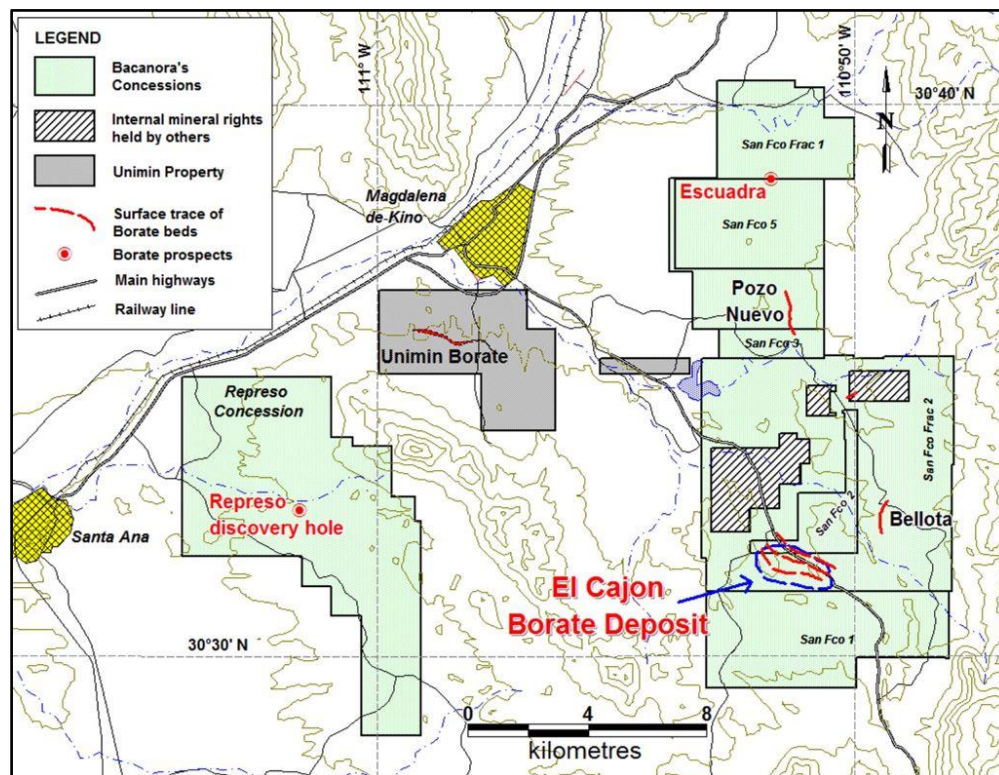 LEGEND
Bacanora's
Concessions
Internal mineral rights
held by others
Unimin Property
Surface trace of
Borate beds
Borate prospects
Main highways
Railway line
111° W
110°50' W
30°40' N
N
San Fco Frac 1
Escuadra
San Fco 5
Magdalena
de-Kino
Pozo
Nuevo
San Fco 3
Unimin Borate
Represo
Concession
San Fco Frac 2
Represo
discovery hole
San Fco 2
Bellota
Santa Ana
El Cajon
Borate Deposit
San Fco 1
30°30' N
0 4 8
kilometres